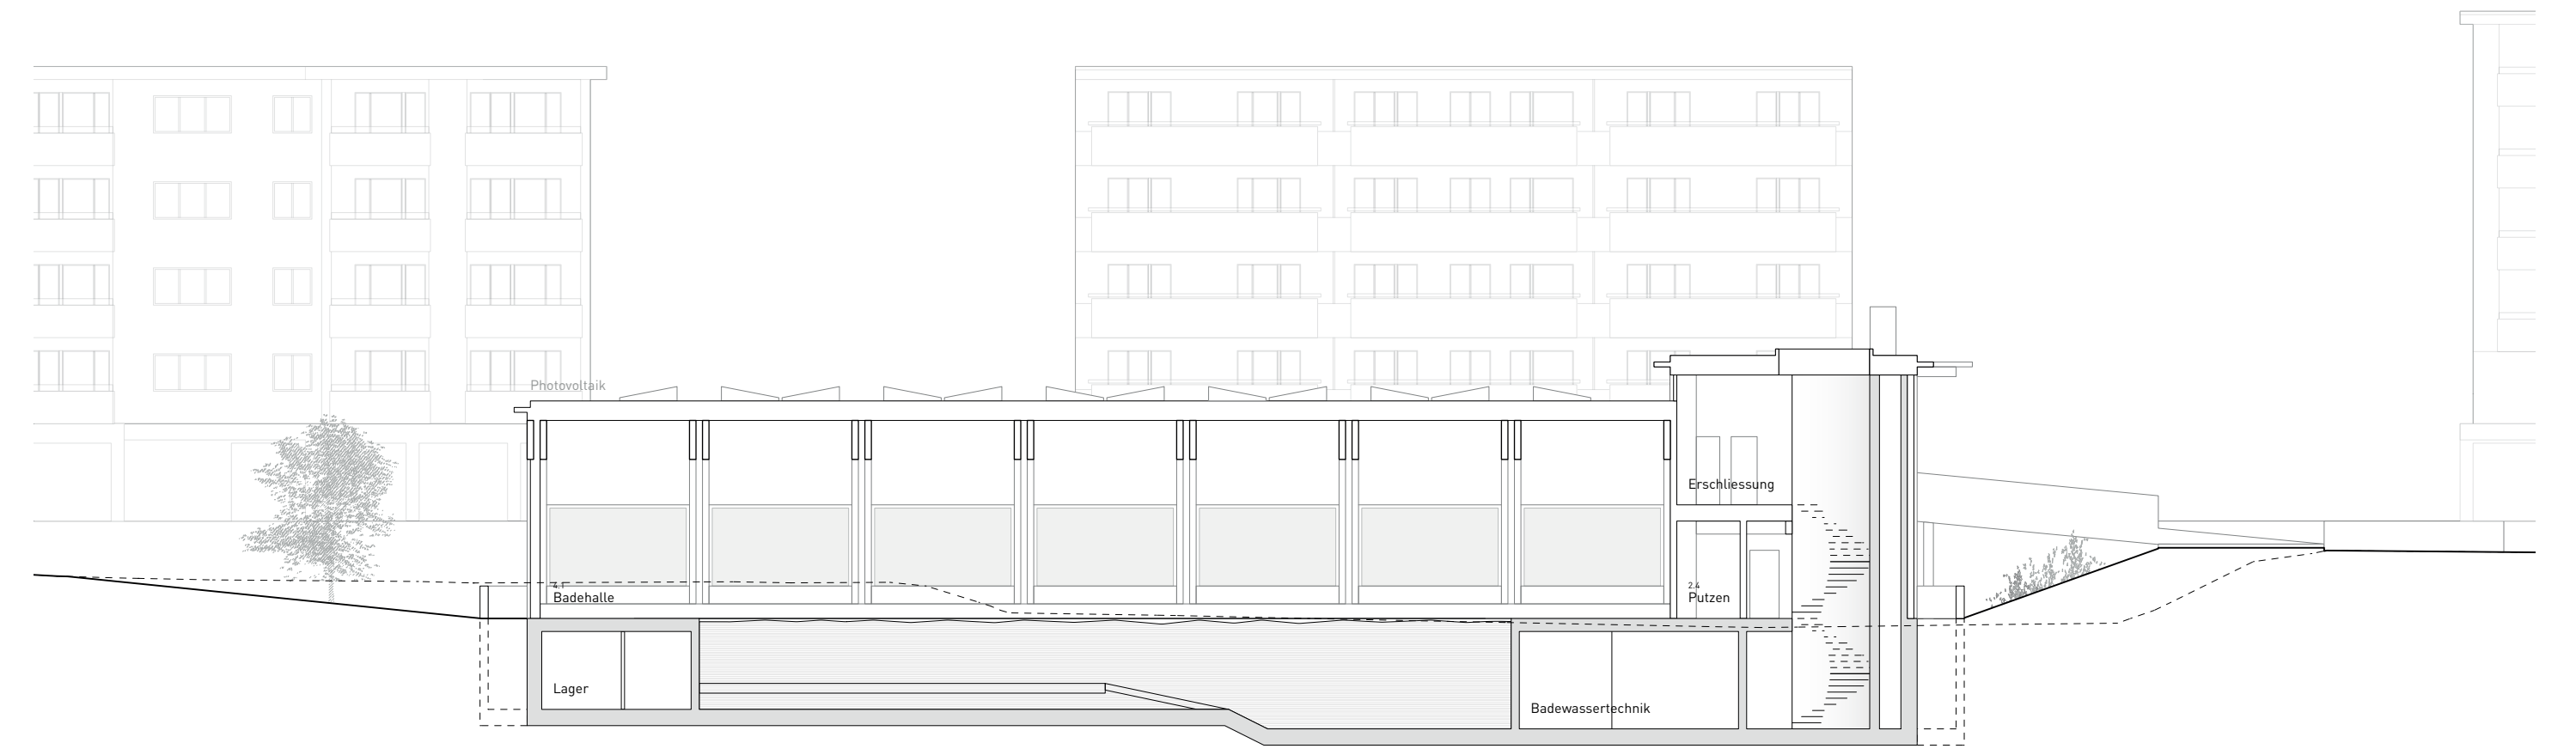 Photovoltaik
Erschliessung
4.1
Badehalle
2.4
Putzen
Lager
Badewassertechnik